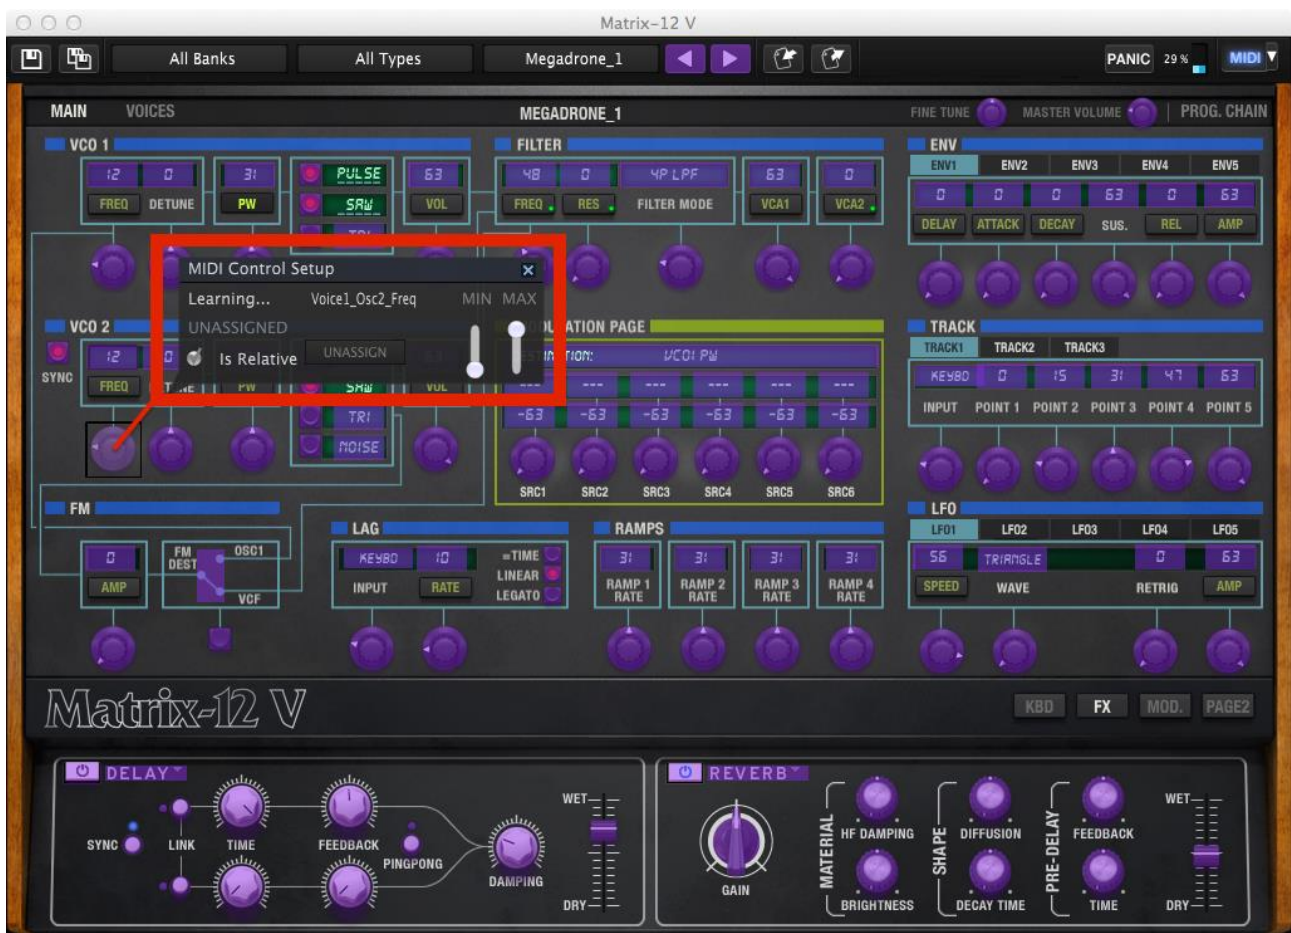 Matrix-12 V
All Banks All Types Megadrone_1 PANIC 29 % MIDI
MAIN VOICES MEGADRONE_1 FINE TUNE MASTER VOLUME PROG. CHAIN
VCO 1
12 0 31 PULSE 63
FREQ DETUNE PW SAW VOL
FILTER
48 0 4P LPF 63 0
FREQ RES FILTER MODE VCA1 VCA2
ENV
ENV1 ENV2 ENV3 ENV4 ENV5
0 0 0 63 0 63
DELAY ATTACK DECAY SUS. REL AMP
MIDI Control Setup
Learning... Voice1_Osc2_Freq MIN MAX
UNASSIGNED
Is Relative UNASSIGN
VCO 2
SYNC
12
FREQ PW SAW VOL
TRI
NOISE
PAGE
VCO1 PW
--- --- --- --- --- ---
-63 -63 -63 -63 -63 -63
SRC1 SRC2 SRC3 SRC4 SRC5 SRC6
TRACK
TRACK1 TRACK2 TRACK3
KEYBD 0 15 31 47 63
INPUT POINT 1 POINT 2 POINT 3 POINT 4 POINT 5
FM
0
AMP
FM DEST
OSC1
VCF
LAG
KEYBD 10
INPUT RATE
=TIME
LINEAR
LEGATO
RAMPS
31 31 31 31
RAMP 1 RATE RAMP 2 RATE RAMP 3 RATE RAMP 4 RATE
LFO
LFO1 LFO2 LFO3 LFO4 LFO5
56 TRIANGLE 0 63
SPEED WAVE RETRIG AMP
Matrix-12 V
KBD FX MOD. PAGE2
DELAY
SYNC LINK TIME FEEDBACK PINGPONG DAMPING
WET
DRY
REVERB
GAIN
MATERIAL
HF DAMPING
BRIGHTNESS
SHAPE
DIFFUSION
DECAY TIME
PRE-DELAY
FEEDBACK
TIME
WET
DRY